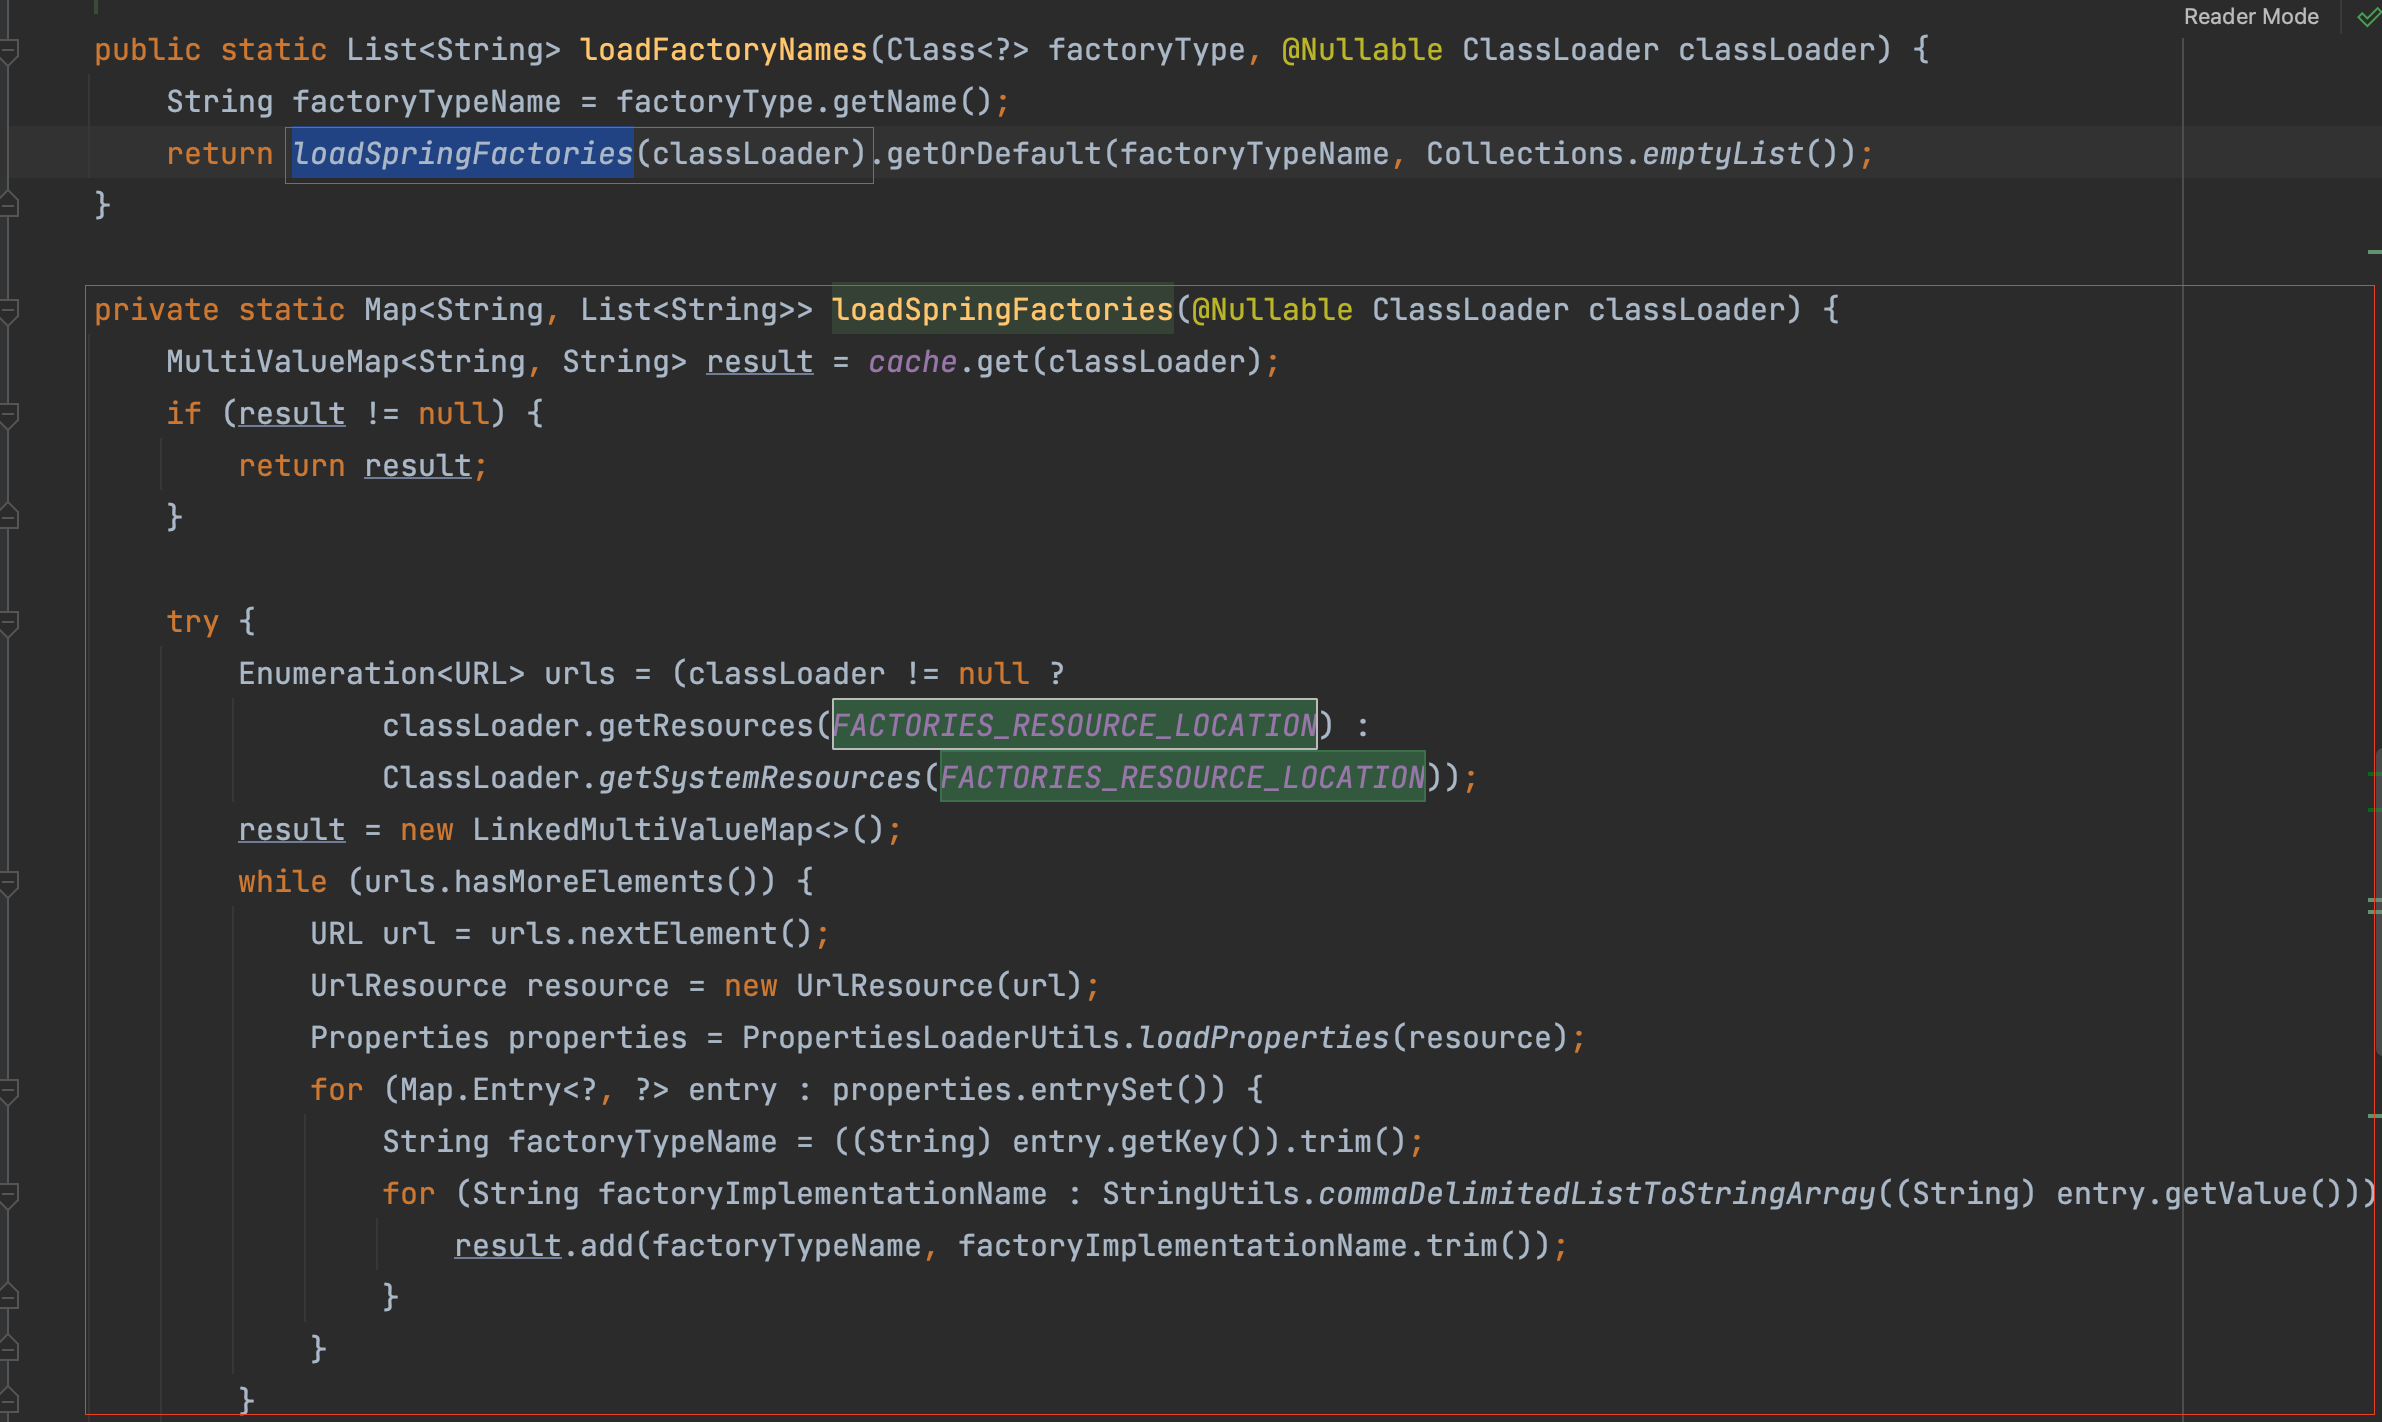 Reader Mode
public static List<String> loadFactoryNames(Class<?> factoryType, @Nullable ClassLoader classLoader) {
String factoryTypeName = factoryType.getName();
return loadSpringFactories(classLoader).getOrDefault(factoryTypeName, Collections.emptyList());
}
private static Map<String, List<String>> loadSpringFactories(@Nullable ClassLoader classLoader) {
MultiValueMap<String, String> result = cache.get(classLoader);
if (result != null) {
return result;
}
try {
Enumeration<URL> urls = (classLoader != null ?
classLoader.getResources(FACTORIES_RESOURCE_LOCATION) :
ClassLoader.getSystemResources(FACTORIES_RESOURCE_LOCATION));
result = new LinkedMultiValueMap<>();
while (urls.hasMoreElements()) {
URL url = urls.nextElement();
UrlResource resource = new UrlResource(url);
Properties properties = PropertiesLoaderUtils.loadProperties(resource);
for (Map.Entry<?, ?> entry : properties.entrySet()) {
String factoryTypeName = ((String) entry.getKey()).trim();
for (String factoryImplementationName : StringUtils.commaDelimitedListToStringArray((String) entry.getValue()))
result.add(factoryTypeName, factoryImplementationName.trim());
}
}
}